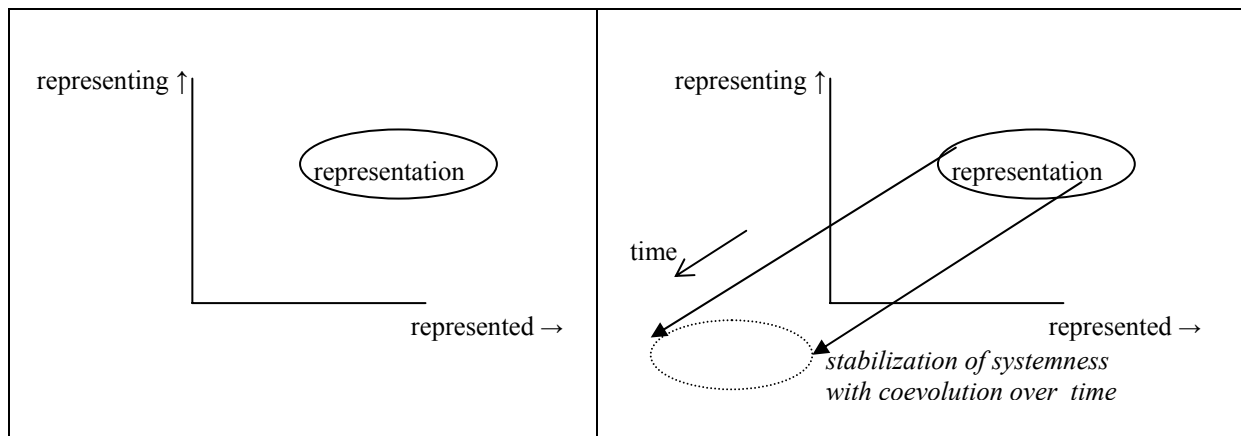 representing ↑
representation
represented →
representing ↑
representation
time
represented →
stabilization of systemness
with coevolution over time